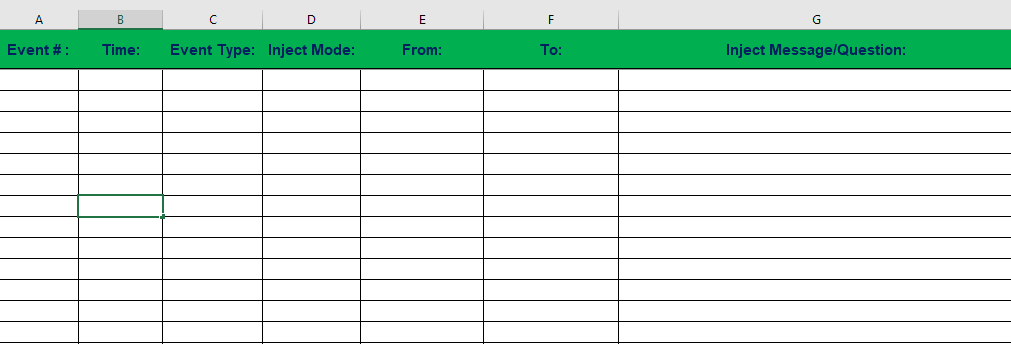 A B C D E F G
Event # : Time: Event Type: Inject Mode: From: To: Inject Message/Question: